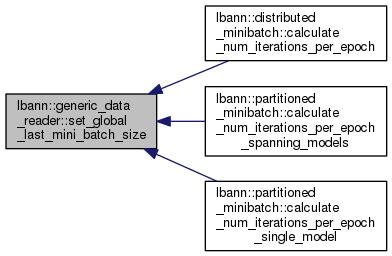 lbann::generic_data
_reader::set_global
_last_mini_batch_size
lbann::distributed
_minibatch::calculate
_num_iterations_per_epoch
lbann::partitioned
_minibatch::calculate
_num_iterations_per_epoch
_spanning_models
lbann::partitioned
_minibatch::calculate
_num_iterations_per_epoch
_single_model